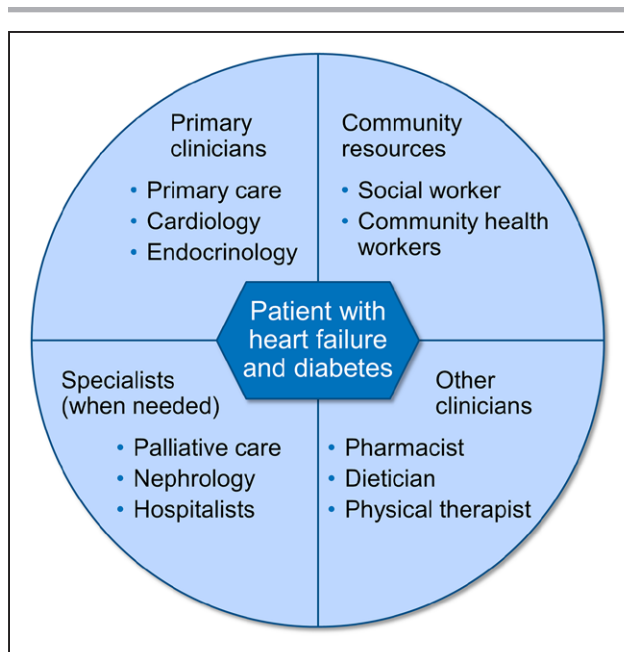 Primary
clinicians
• Primary care
• Cardiology
• Endocrinology
Community
resources
• Social worker
• Community health
workers
Patient with
heart failure
and diabetes
Specialists
(when needed)
• Palliative care
• Nephrology
• Hospitalists
Other
clinicians
• Pharmacist
• Dietician
• Physical therapist